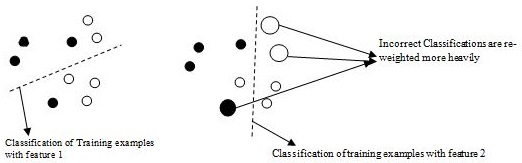 Incorrect Classifications are re-
weighted more heavily
Classification of Training examples
with feature 1
Classification of training examples with feature 2